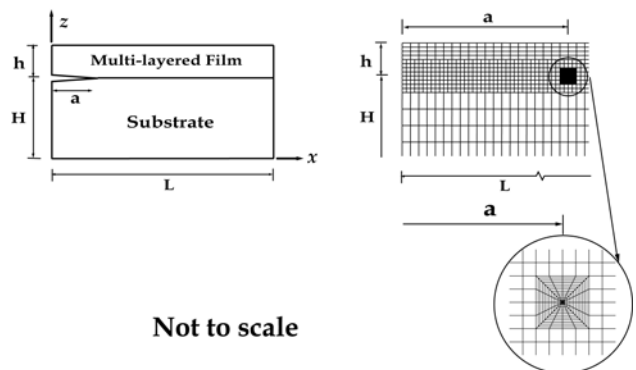 z
h
Multi-layered Film
a
H
Substrate
x
L
a
h
H
L
a
Not to scale